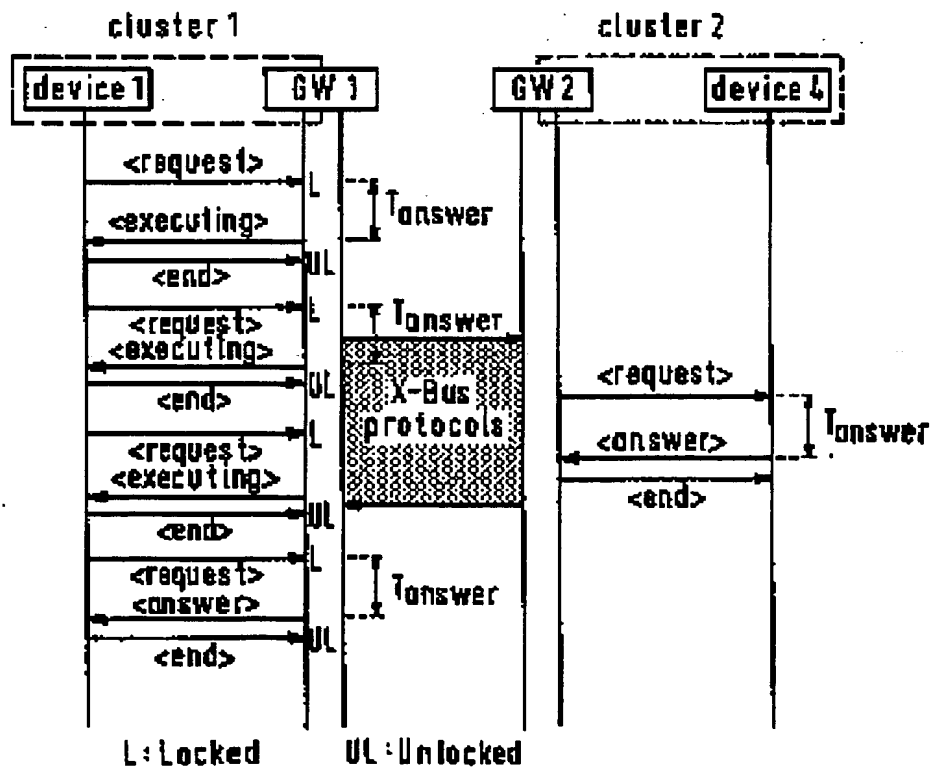 cluster 1
cluster 2
device 1
GW 1
GW 2
device 4
<request>
L
Tanswer
<executing>
UL
<end>
L
<request>
Tanswer
<executing>
UL
<end>
X-Bus
protocols
<request>
Tanswer
<answer>
<end>
L
<request>
<executing>
UL
<end>
L
<request>
Tanswer
<answer>
UL
<end>
L : Locked
UL : Unlocked